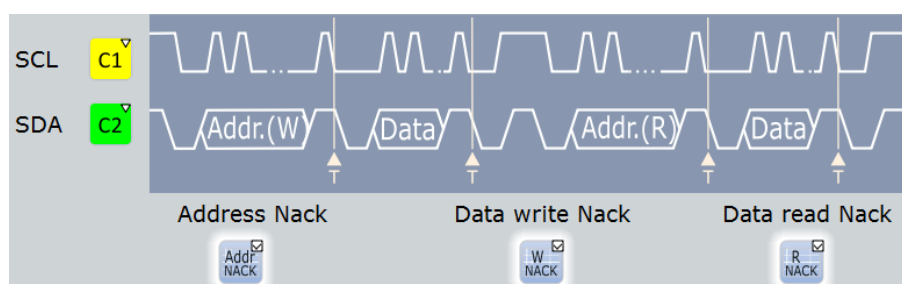 SCL C1
SDA C2 Addr.(W) Data Addr.(R) Data
T T T T
Address Nack Data write Nack Data read Nack
Addr W R
NACK NACK NACK